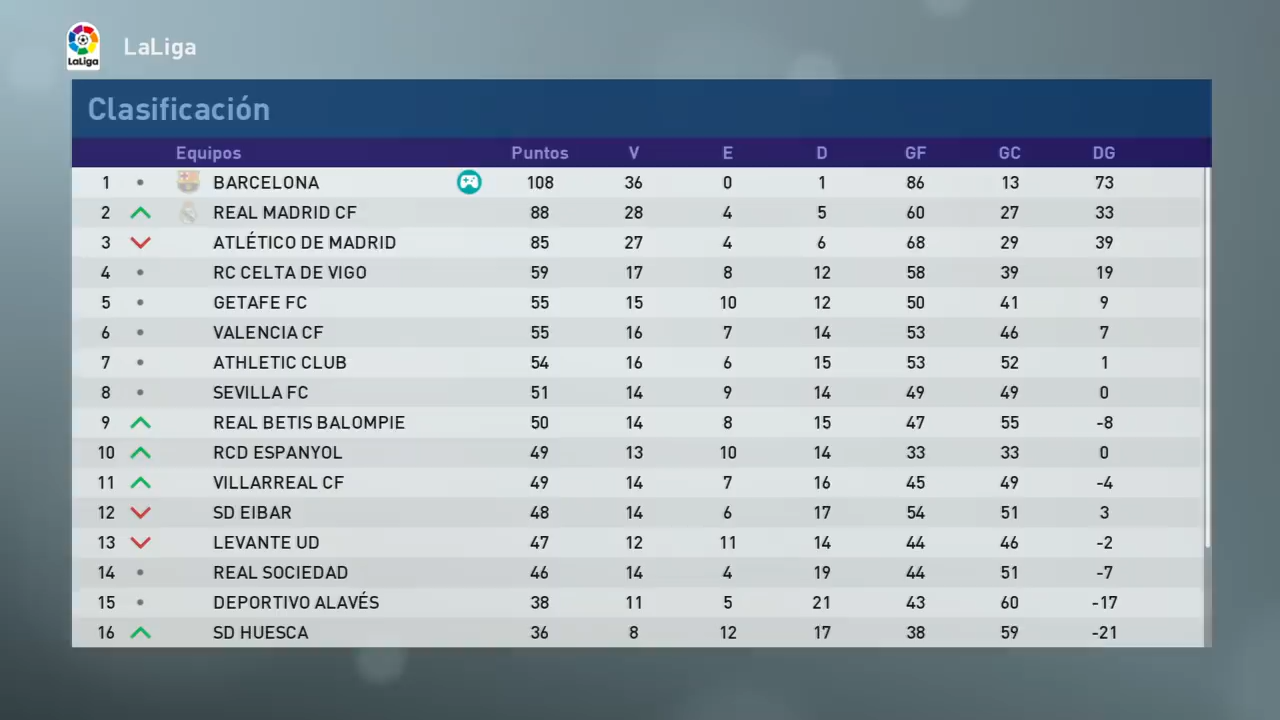 LaLiga
LaLiga
Clasificación
Equipos Puntos V E D GF GC DG
1 BARCELONA 108 36 0 1 86 13 73
2 REAL MADRID CF 88 28 4 5 60 27 33
3 ATLÉTICO DE MADRID 85 27 4 6 68 29 39
4 RC CELTA DE VIGO 59 17 8 12 58 39 19
5 GETAFE FC 55 15 10 12 50 41 9
6 VALENCIA CF 55 16 7 14 53 46 7
7 ATHLETIC CLUB 54 16 6 15 53 52 1
8 SEVILLA FC 51 14 9 14 49 49 0
9 REAL BETIS BALOMPIE 50 14 8 15 47 55 -8
10 RCD ESPANYOL 49 13 10 14 33 33 0
11 VILLARREAL CF 49 14 7 16 45 49 -4
12 SD EIBAR 48 14 6 17 54 51 3
13 LEVANTE UD 47 12 11 14 44 46 -2
14 REAL SOCIEDAD 46 14 4 19 44 51 -7
15 DEPORTIVO ALAVÉS 38 11 5 21 43 60 -17
16 SD HUESCA 36 8 12 17 38 59 -21